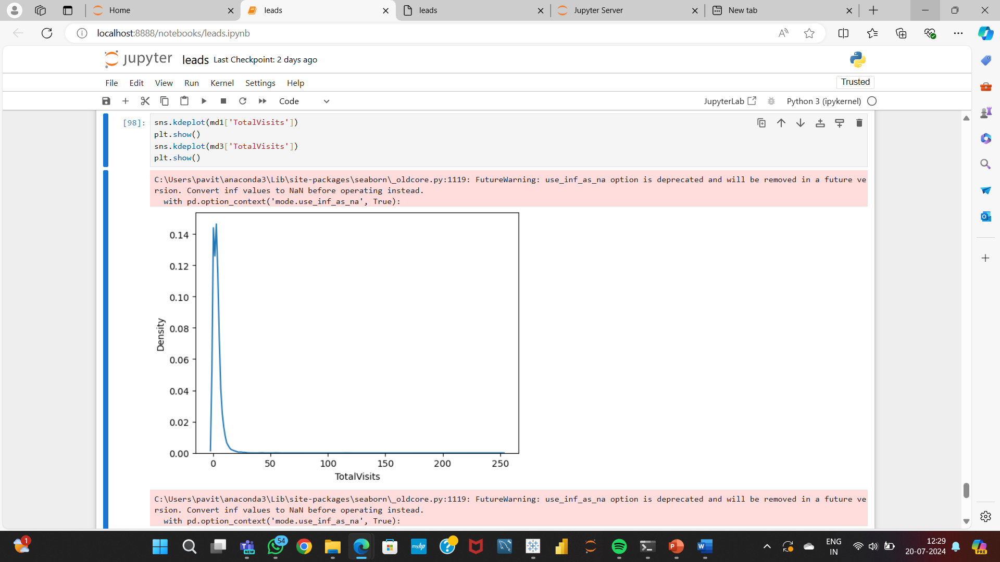 Home
leads
leads
Jupyter Server
New tab
localhost:8888/notebooks/leads.ipynb
jupyter leads Last Checkpoint: 2 days ago
File Edit View Run Kernel Settings Help
Trusted
Code
JupyterLab
Python 3 (ipykernel)
[98]:
sns.kdeplot(md1['TotalVisits'])
plt.show()
sns.kdeplot(md3['TotalVisits'])
plt.show()
C:\Users\pavit\anaconda3\Lib\site-packages\seaborn\_oldcore.py:1119: FutureWarning: use_inf_as_na option is deprecated and will be removed in a future ve
rsion. Convert inf values to NaN before operating instead.
with pd.option_context('mode.use_inf_as_na', True):
0.14
0.12
0.10
0.08
0.06
0.04
0.02
0.00
Density
0 50 100 150 200 250
TotalVisits
C:\Users\pavit\anaconda3\Lib\site-packages\seaborn\_oldcore.py:1119: FutureWarning: use_inf_as_na option is deprecated and will be removed in a future ve
rsion. Convert inf values to NaN before operating instead.
with pd.option_context('mode.use_inf_as_na', True):
1
NEW
54
myhp
ENG
IN
12:29
20-07-2024
PRE